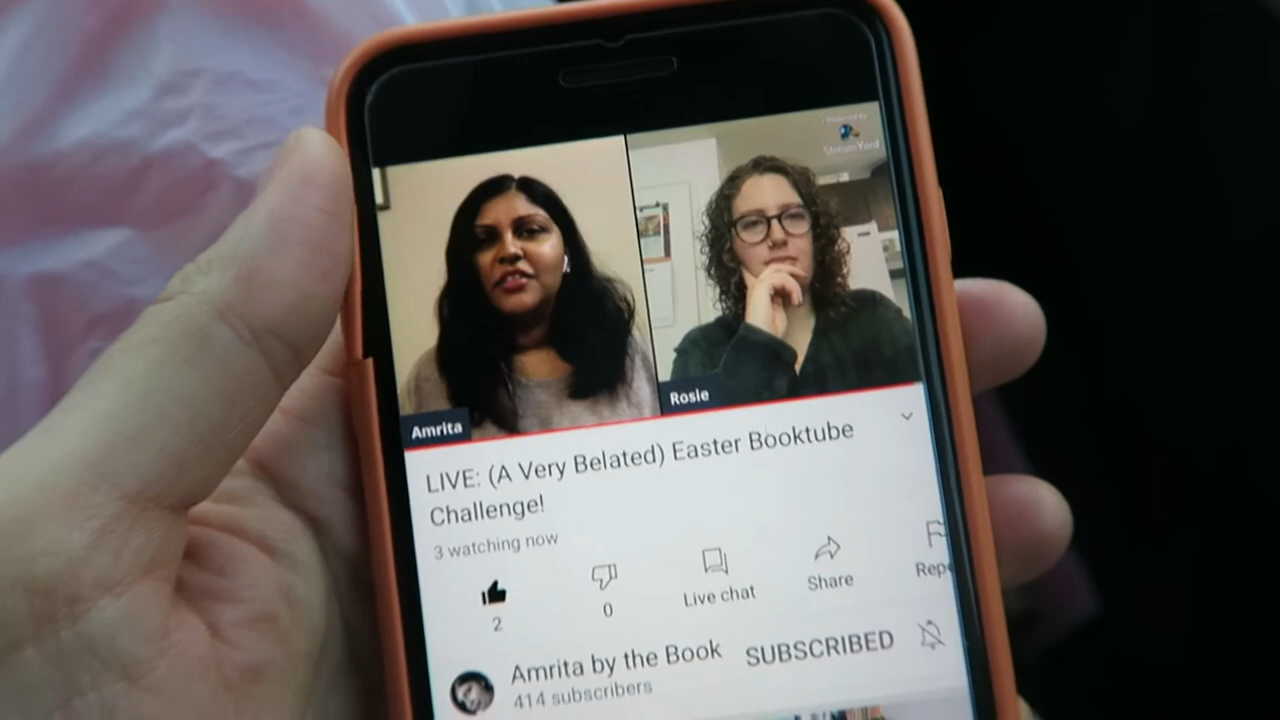 Powered by
StreamYard
Amrita
Rosie
LIVE: (A Very Belated) Easter Booktube
Challenge!
3 watching now
2
0
Live chat
Share
Repo
Amrita by the Book
SUBSCRIBED
414 subscribers